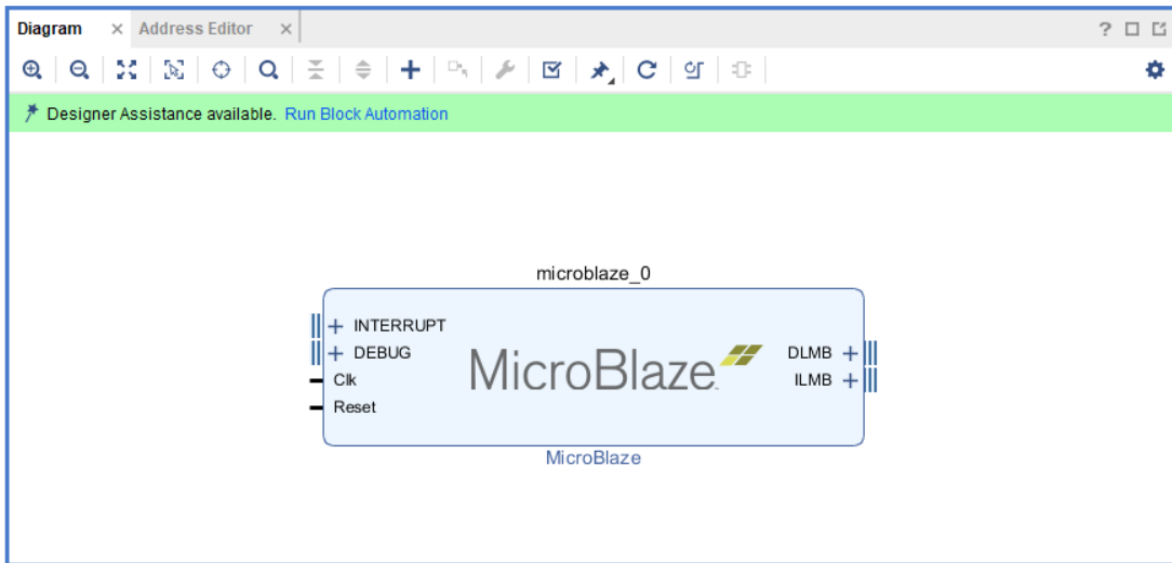 Diagram × Address Editor ×
Designer Assistance available. Run Block Automation
microblaze_0
INTERRUPT
DEBUG
Clk
Reset
MicroBlaze
DLMB
ILMB
MicroBlaze